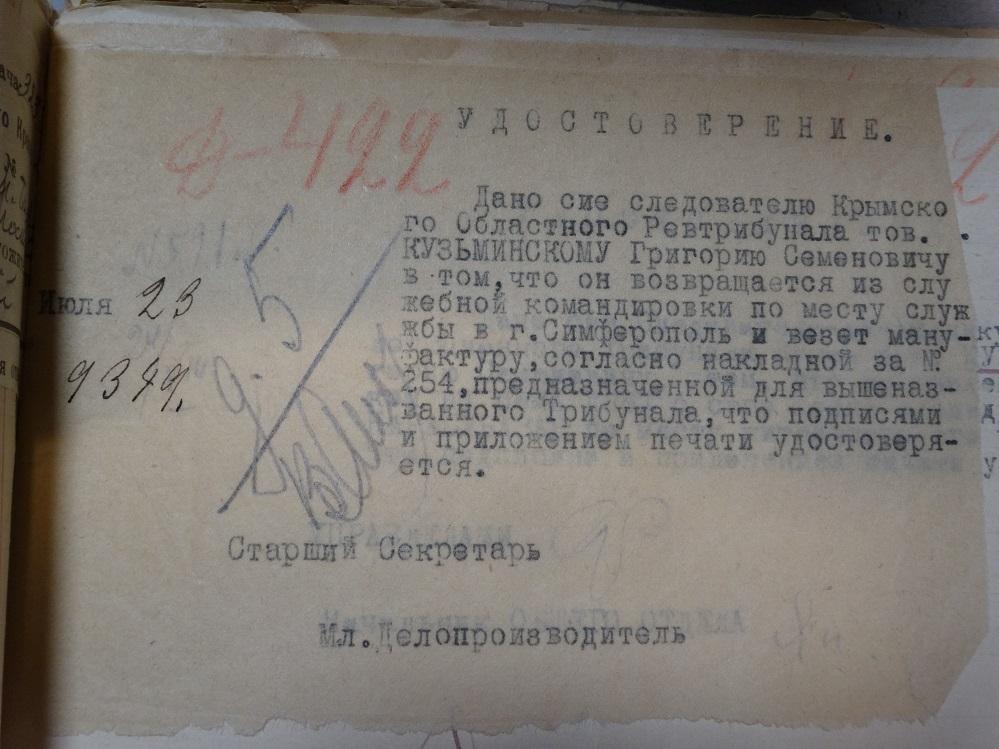 Д-422
УДОСТОВЕРЕНИЕ.
Дано сие следователю Крымско
го Областного Ревтрибунала тов.
КУЗЬМИНСКОМУ Григорию Семеновичу
в том,что он возвращается из слу
жебной командировки по месту служ
жбы в г.Симферополь и везет ману-
фактуру,согласно накладной за №
254,предназначенной для вышеназ-
ванного Трибунала,что подписями
и приложением печати удостоверя-
ется.
Июля 23
9349.
Старший Секретарь
Мл.Делопроизводитель